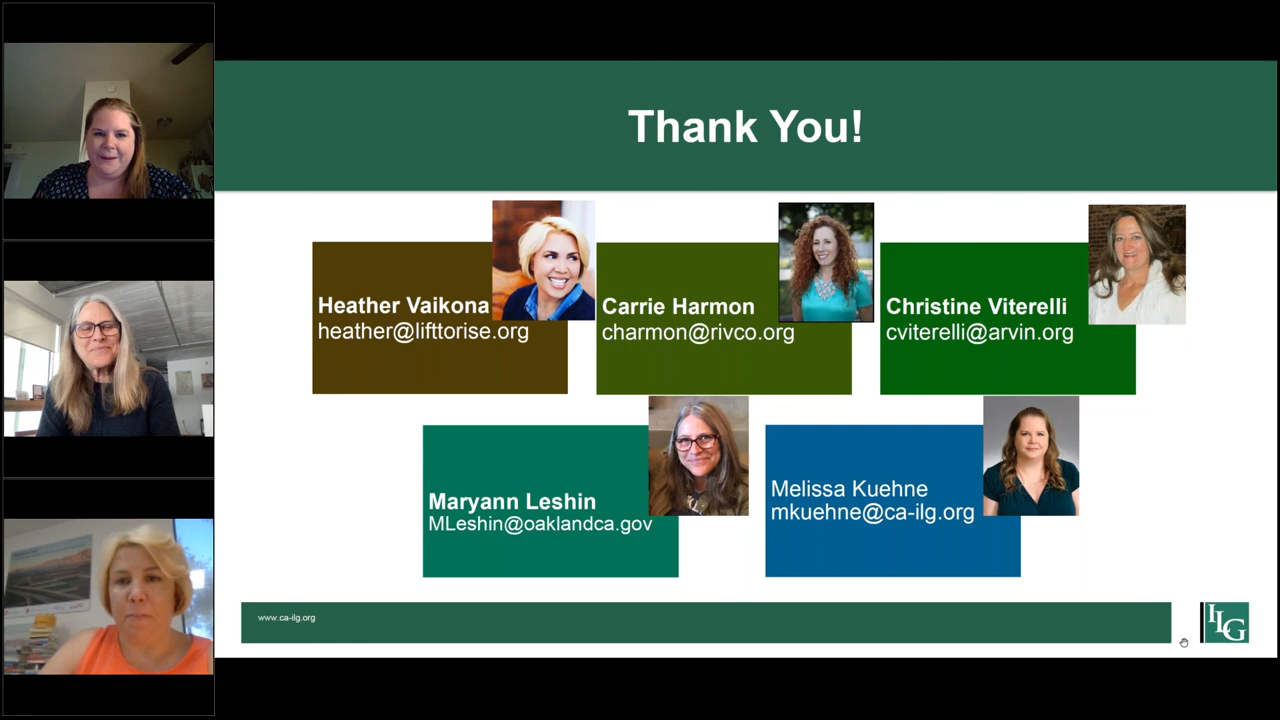 Thank You!
Heather Vaikona
heather@lifttorise.org
Carrie Harmon
charmon@rivco.org
Christine Viterelli
cviterelli@arvin.org
Maryann Leshin
MLeshin@oaklandca.gov
Melissa Kuehne
mkuehne@ca-ilg.org
www.ca-ilg.org
ILG